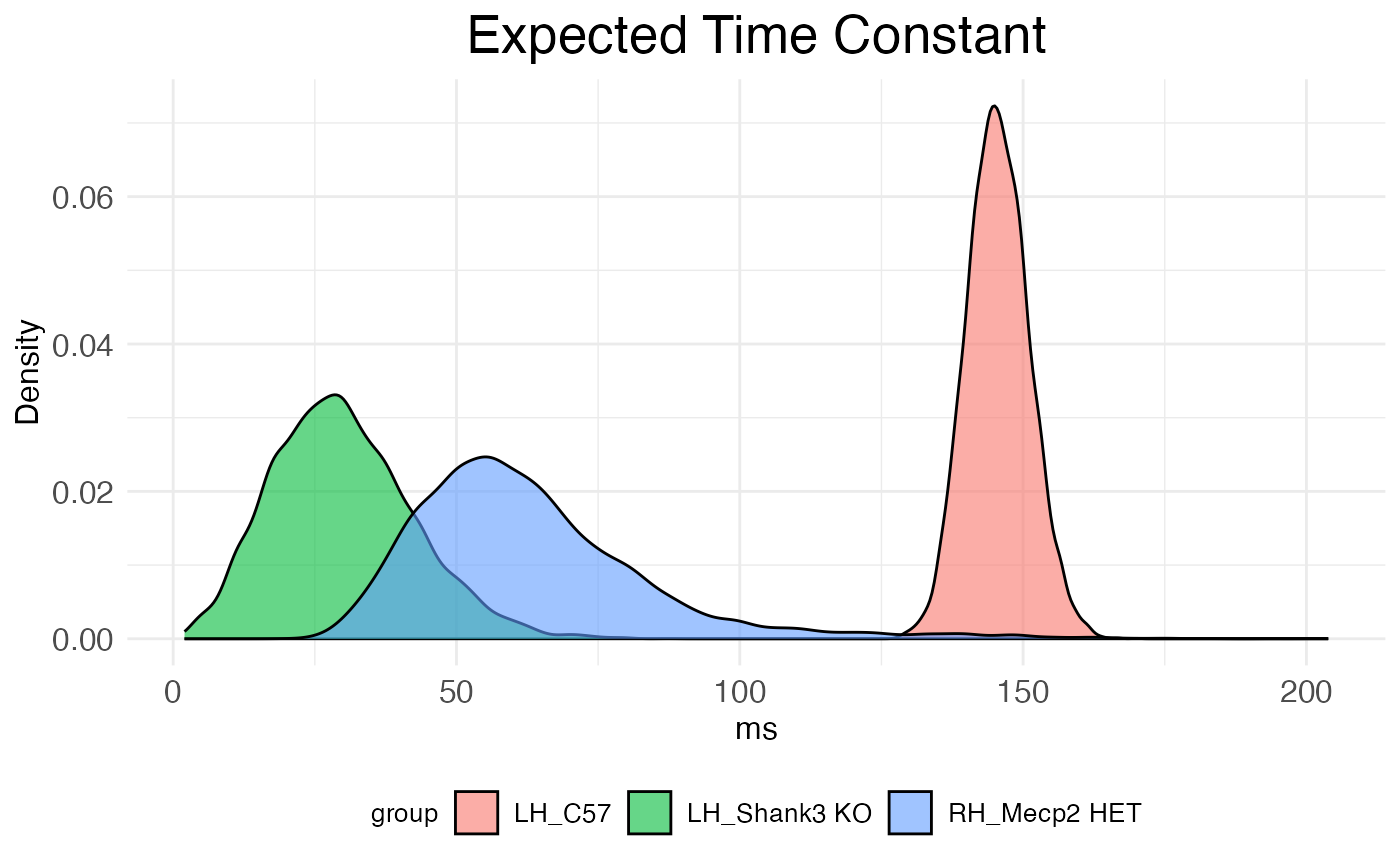 Expected Time Constant
Density
0.06
0.04
0.02
0.00
0 50 100 150 200
ms
group LH_C57 LH_Shank3 KO RH_Mecp2 HET